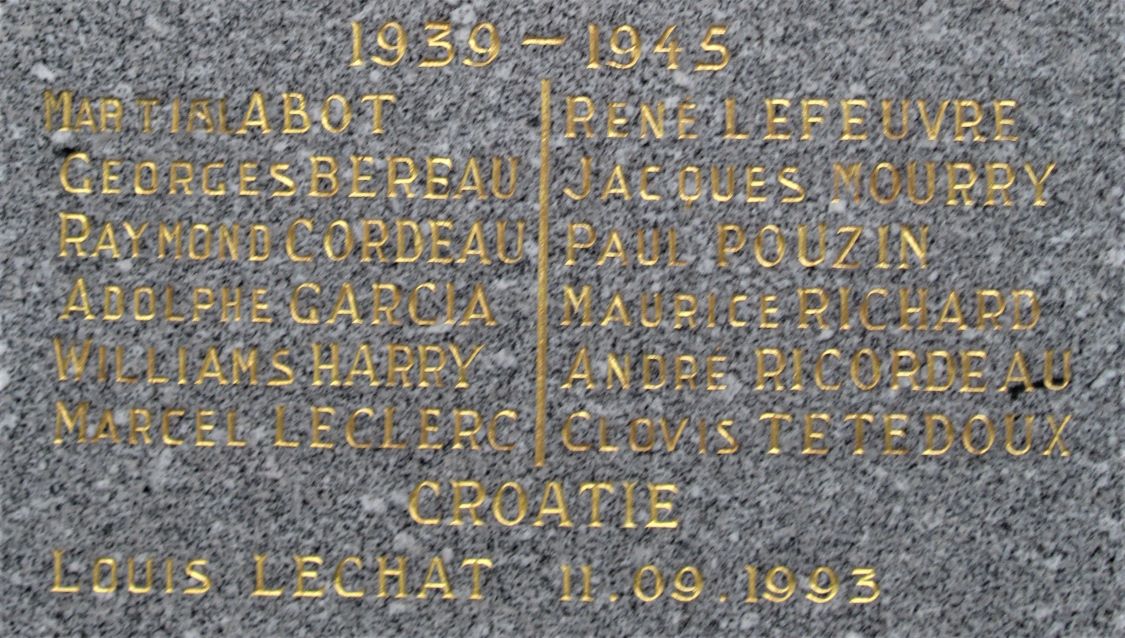 1939 - 1945
MARTIAL ABOT
GEORGES BEREAU
RAYMOND CORDEAU
ADOLPHE GARCIA
WILLIAMS HARRY
MARCEL LECLERC
RENÉ LEFEUVRE
JACQUES MOURRY
PAUL POUZIN
MAURICE RICHARD
ANDRÉ RICORDEAU
CLOVIS TETEDOUX
CROATIE
LOUIS LECHAT 11.09.1993